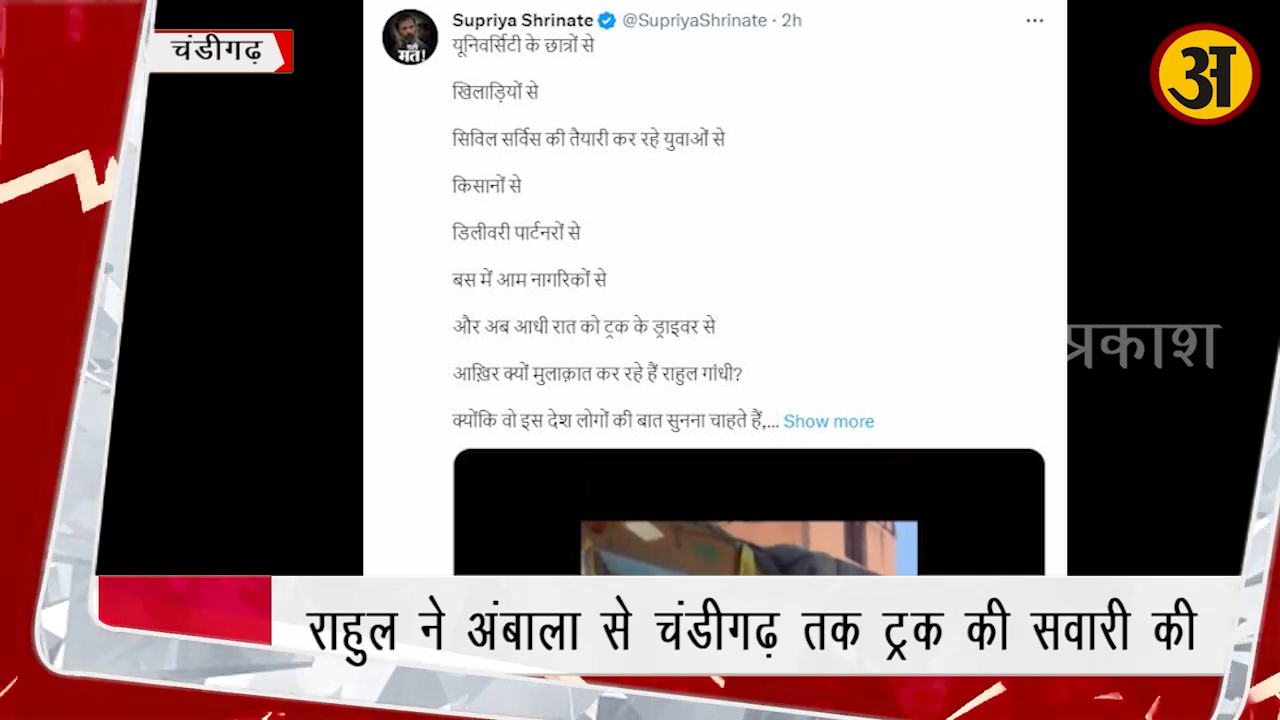 चंडीगढ़
Supriya Shrinate @SupriyaShrinate · 2h
मत!
यूनिवर्सिटी के छात्रों से
खिलाड़ियों से
सिविल सर्विस की तैयारी कर रहे युवाओं से
किसानों से
डिलीवरी पार्टनरों से
बस में आम नागरिकों से
और अब आधी रात को ट्रक के ड्राइवर से
आख़िर क्यों मुलाक़ात कर रहे हैं राहुल गांधी?
क्योंकि वो इस देश लोगों की बात सुनना चाहते हैं,... Show more
अ
प्रकाश
राहुल ने अंबाला से चंडीगढ़ तक ट्रक की सवारी की